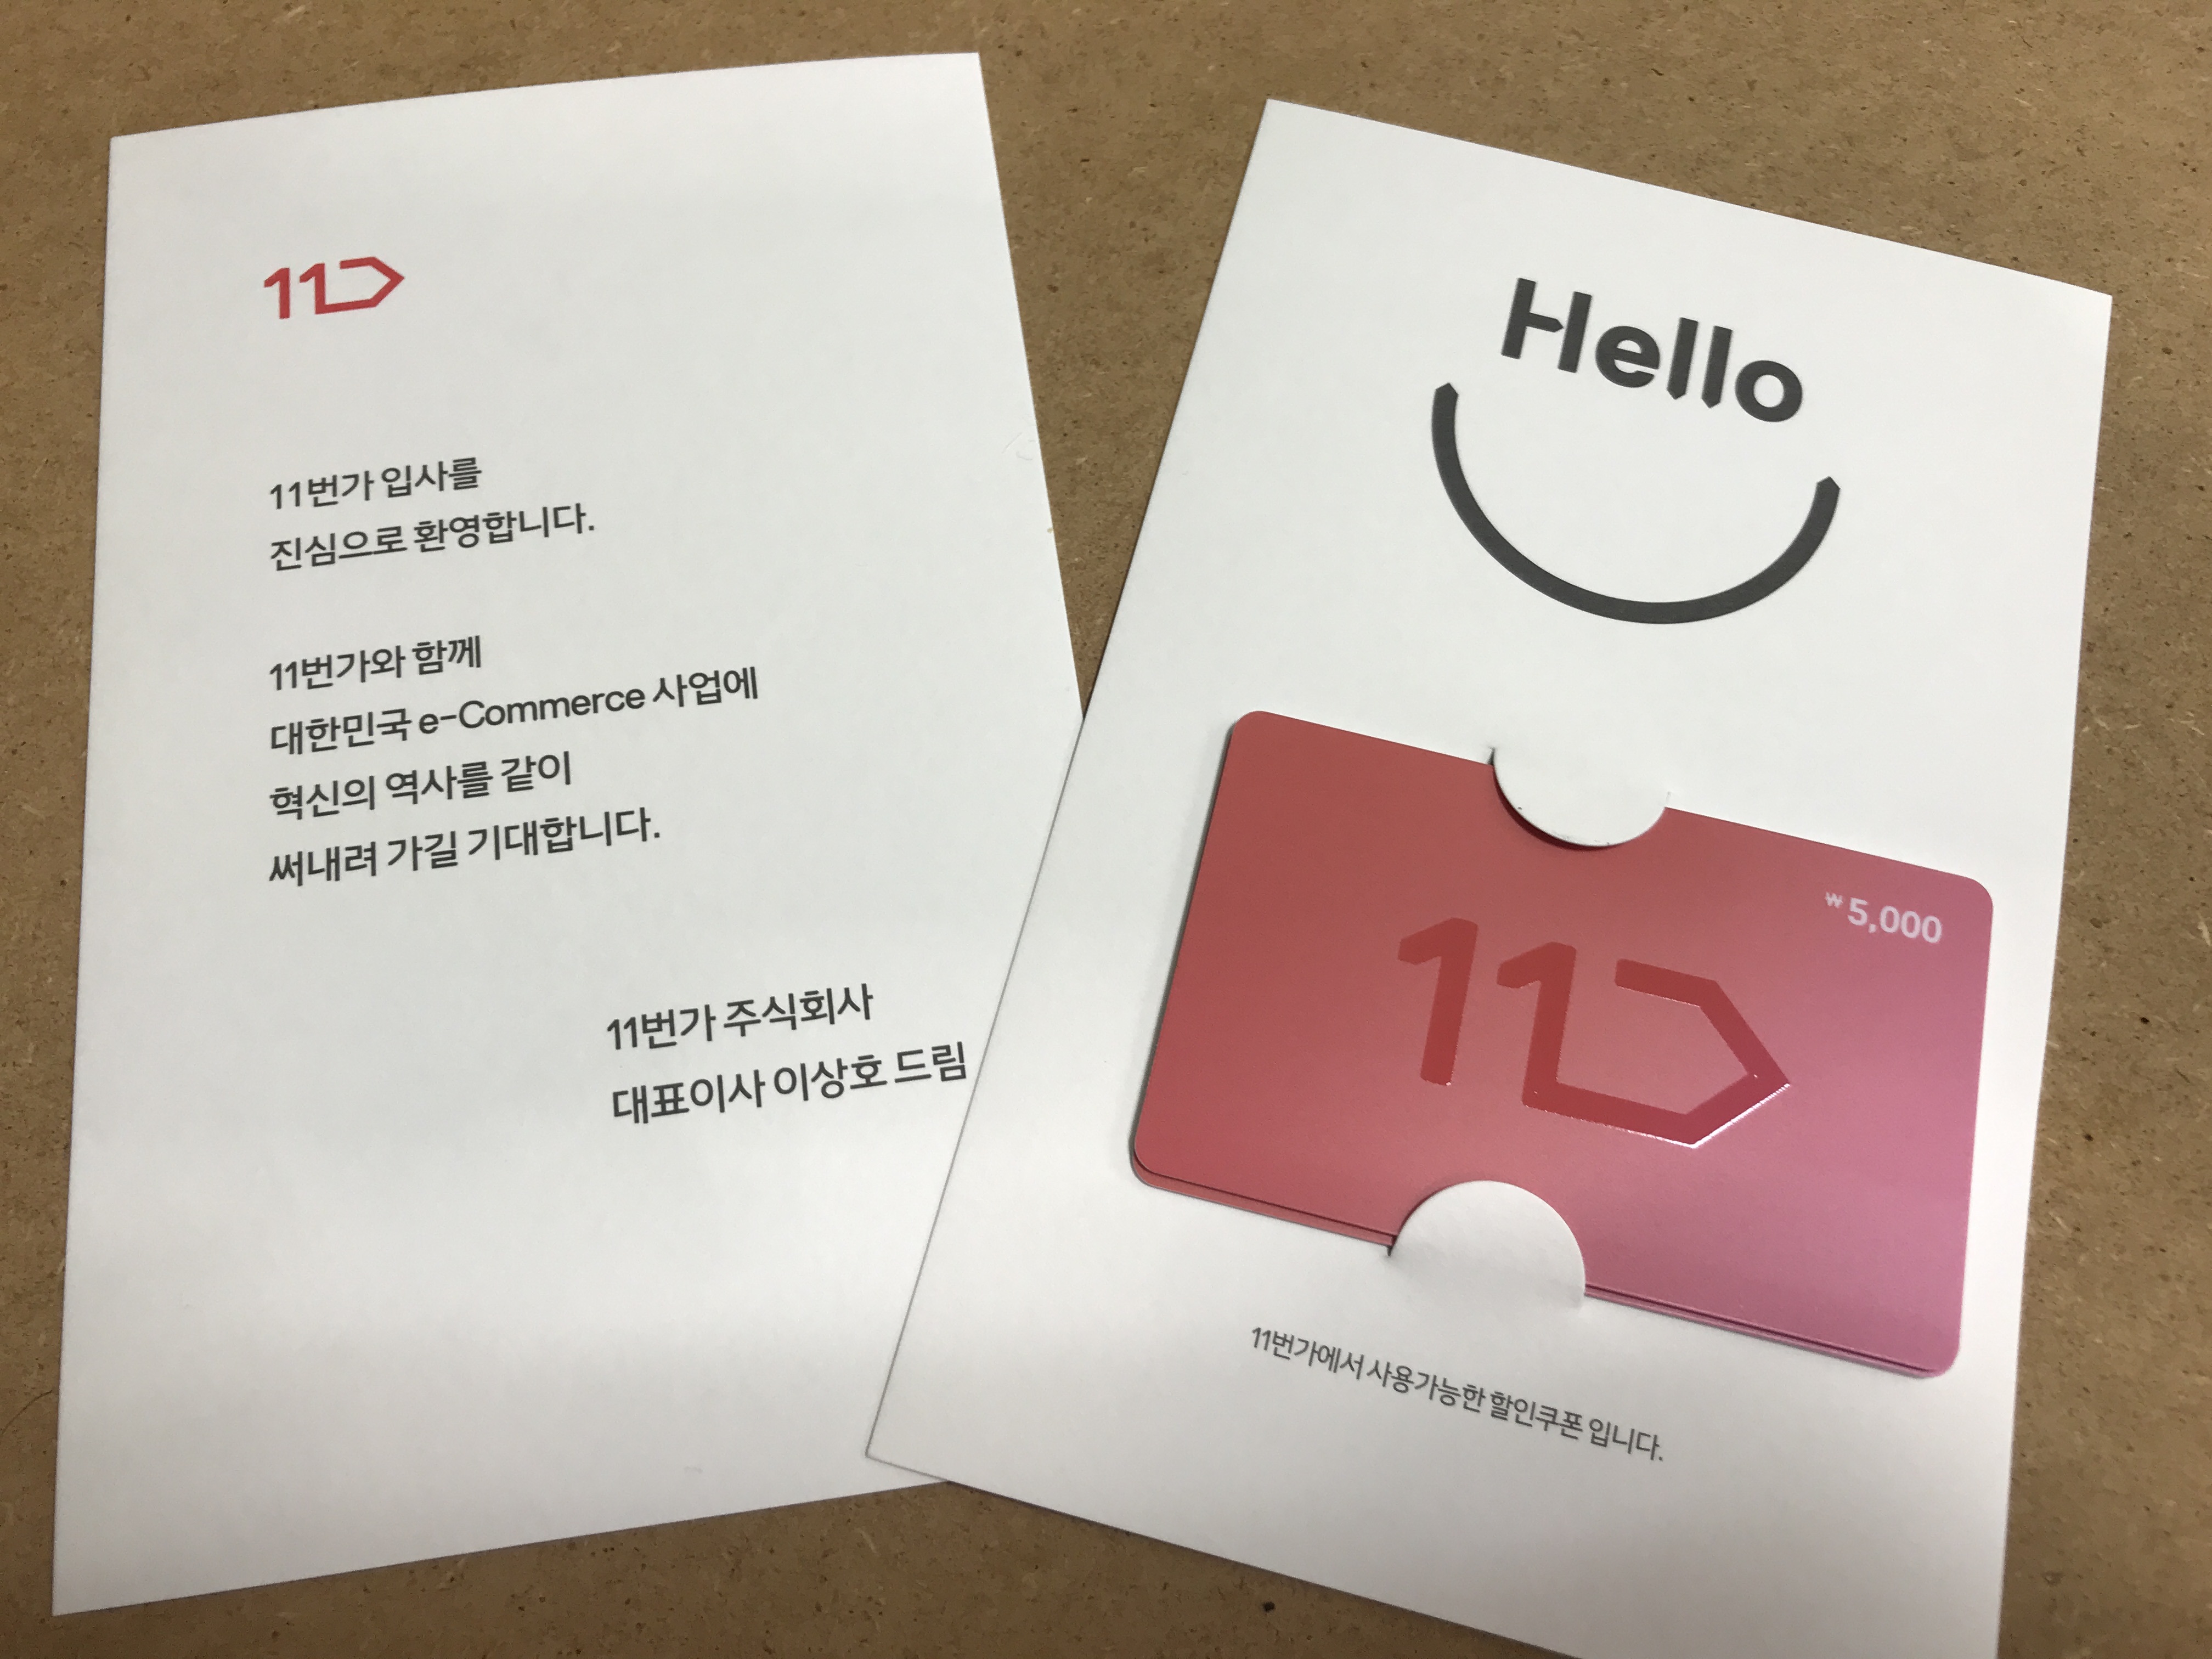 11번가 입사를
진심으로 환영합니다.
11번가와 함께
대한민국 e-Commerce 사업에
혁신의 역사를 같이
써내려 가길 기대합니다.
11번가 주식회사
대표이사 이상호 드림
Hello
₩5,000
11
11번가에서 사용가능한 할인쿠폰 입니다.